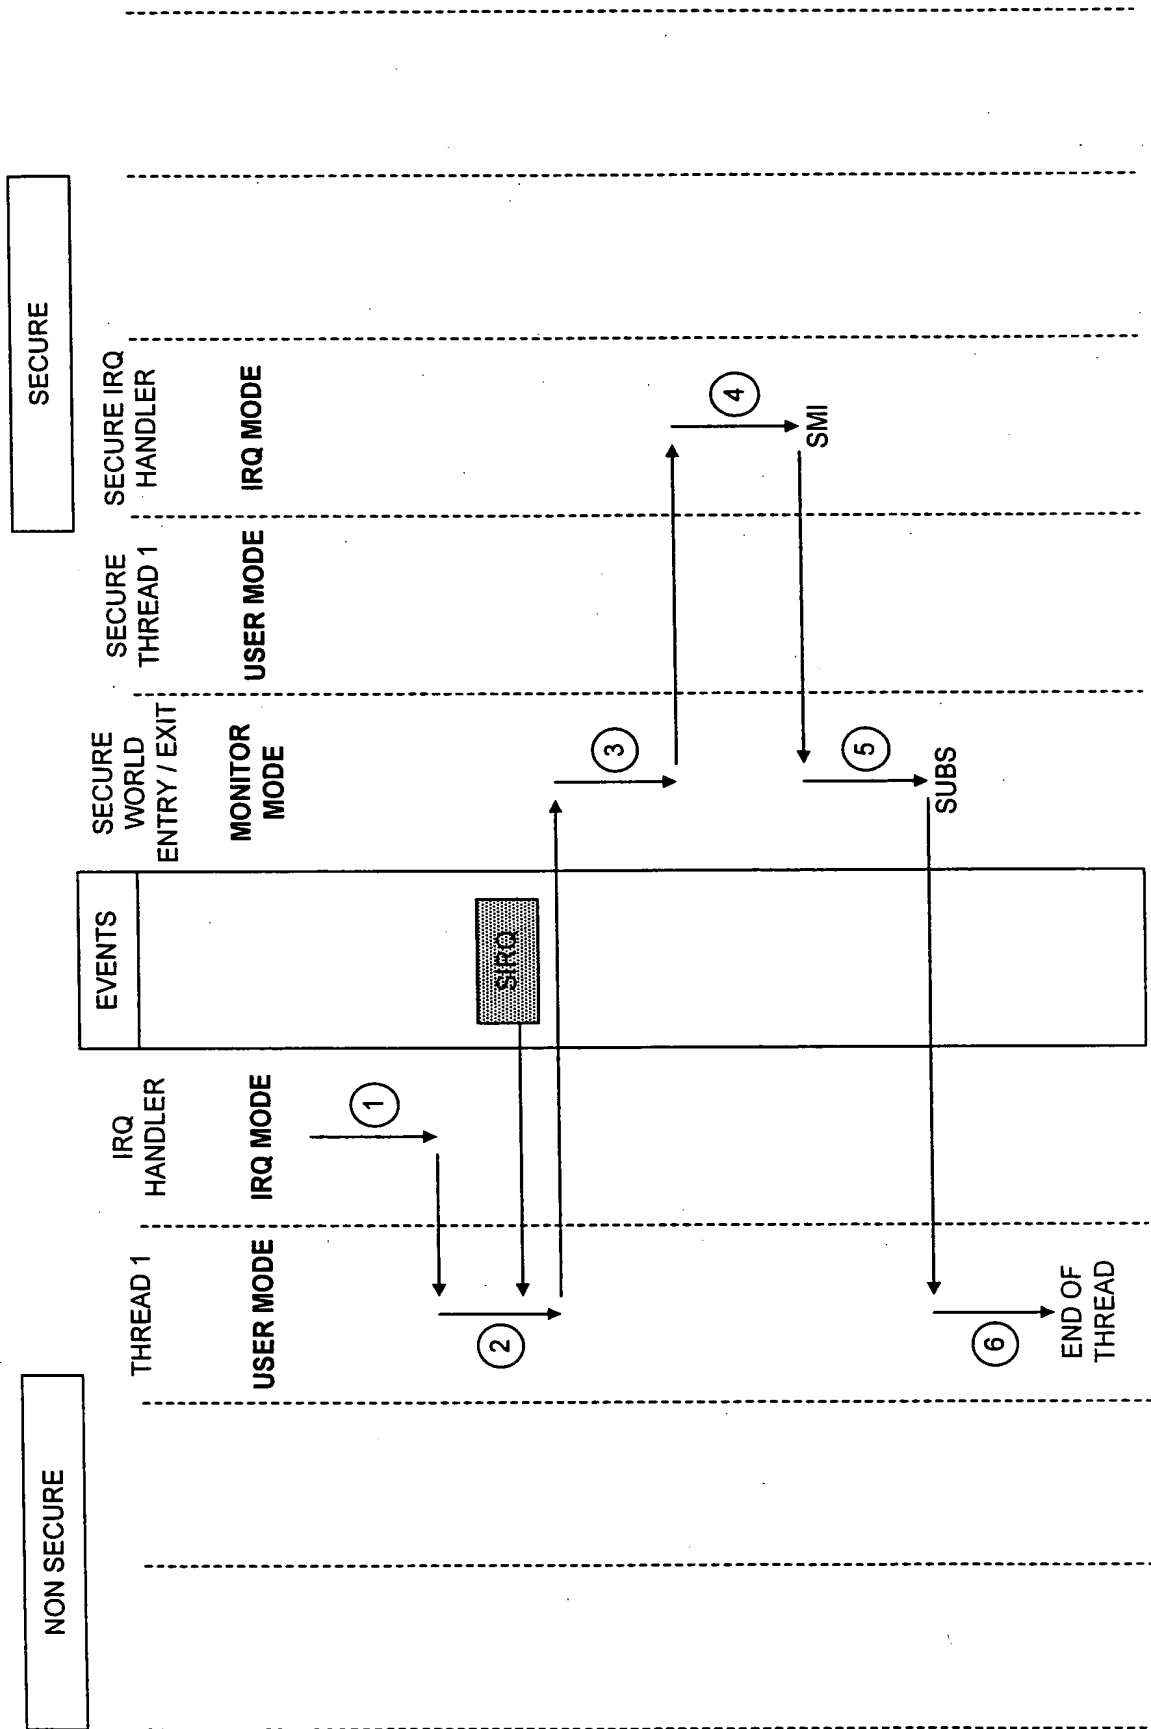 NON SECURE
SECURE
THREAD 1
USER MODE
IRQ
HANDLER
IRQ MODE
EVENTS
SECURE
WORLD
ENTRY / EXIT
MONITOR
MODE
SECURE
THREAD 1
USER MODE
SECURE IRQ
HANDLER
IRQ MODE
1
2
SIRQ
3
4
SMI
5
SUBS
6
END OF
THREAD